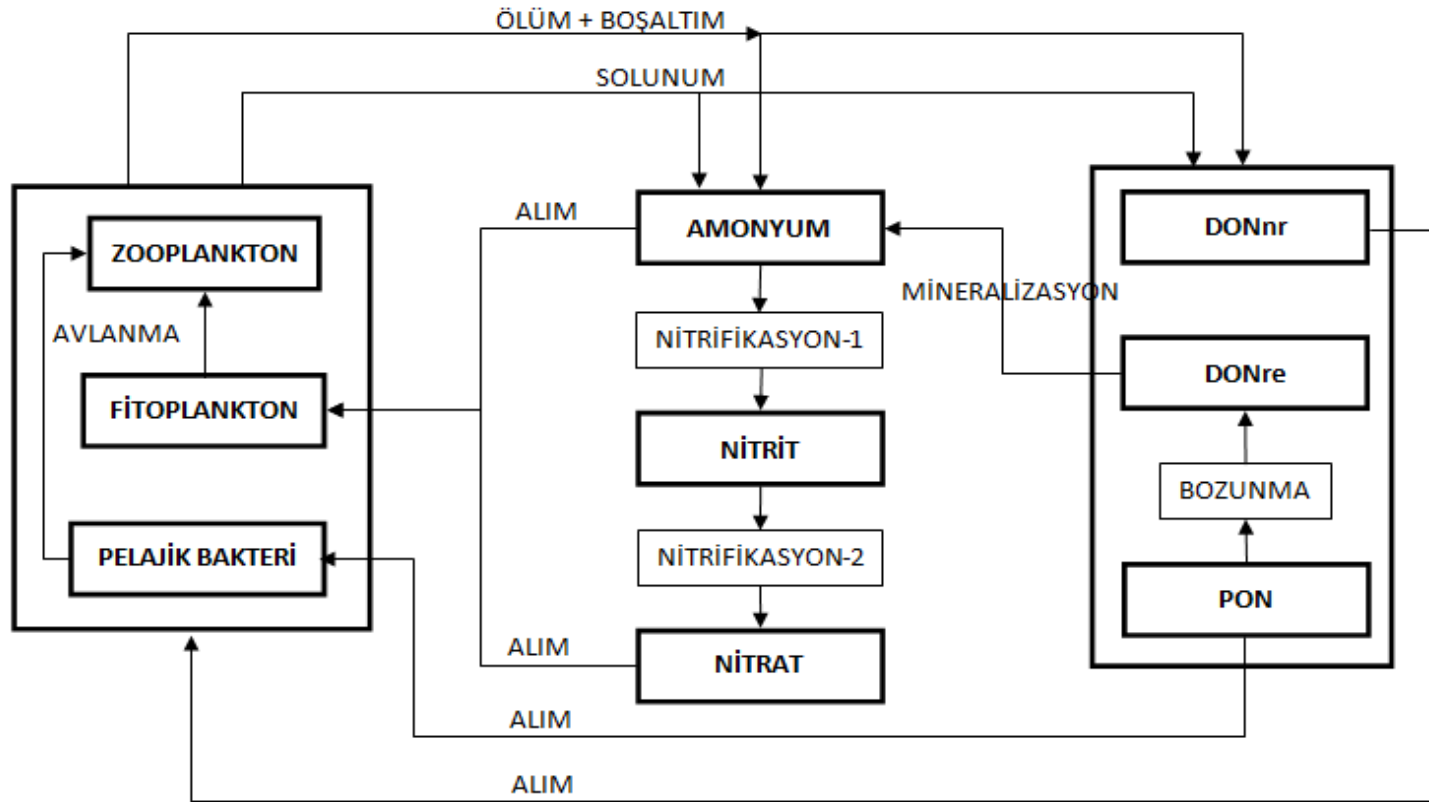 ÖLÜM + BOŞALTIM
SOLUNUM
ZOOPLANKTON
AVLANMA
FİTOPLANKTON
PELAJİK BAKTERİ
ALIM
AMONYUM
NİTRİFİKASYON-1
NİTRİT
NİTRİFİKASYON-2
ALIM
NİTRAT
MİNERALİZASYON
DONnr
DONre
BOZUNMA
PON
ALIM
ALIM